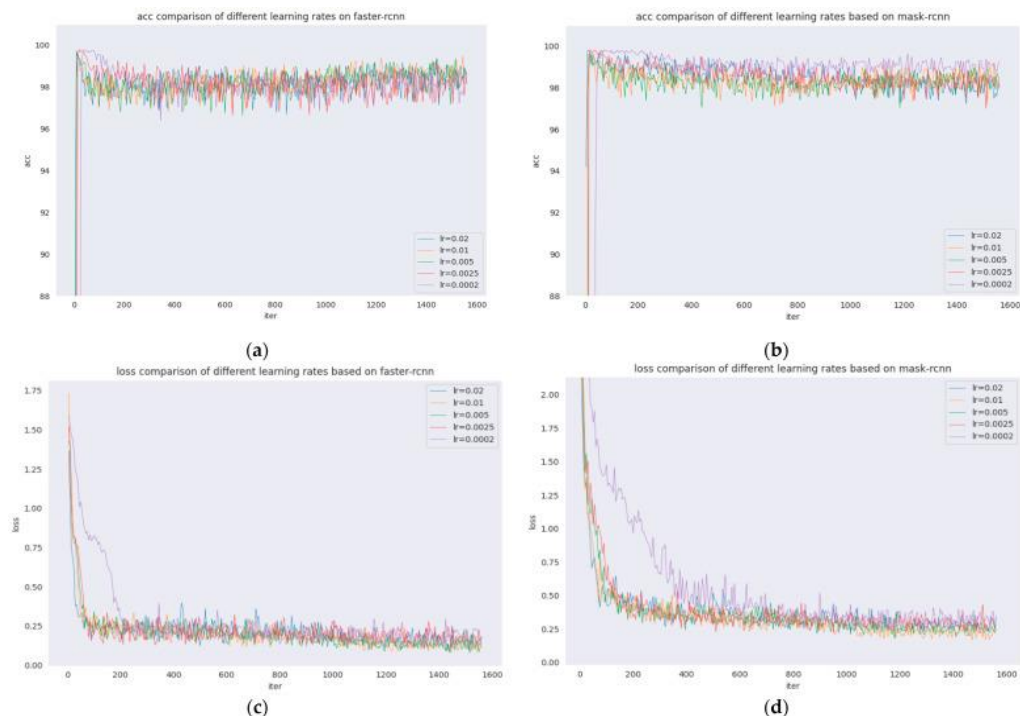 acc comparison of different learning rates on faster-rcnn
100
98
96
94
92
90
88
acc
0 200 400 600 800 1000 1200 1400 1600
iter
lr=0.02
lr=0.01
lr=0.005
lr=0.0025
lr=0.0002
(a)
acc comparison of different learning rates based on mask-rcnn
100
98
96
94
92
90
88
acc
0 200 400 600 800 1000 1200 1400 1600
iter
lr=0.02
lr=0.01
lr=0.005
lr=0.0025
lr=0.0002
(b)
loss comparison of different learning rates based on faster-rcnn
1.75
1.50
1.25
1.00
0.75
0.50
0.25
0.00
loss
0 200 400 600 800 1000 1200 1400 1600
iter
lr=0.02
lr=0.01
lr=0.005
lr=0.0025
lr=0.0002
(c)
loss comparison of different learning rates based on mask-rcnn
2.00
1.75
1.50
1.25
1.00
0.75
0.50
0.25
0.00
loss
0 200 400 600 800 1000 1200 1400 1600
iter
lr=0.02
lr=0.01
lr=0.005
lr=0.0025
lr=0.0002
(d)